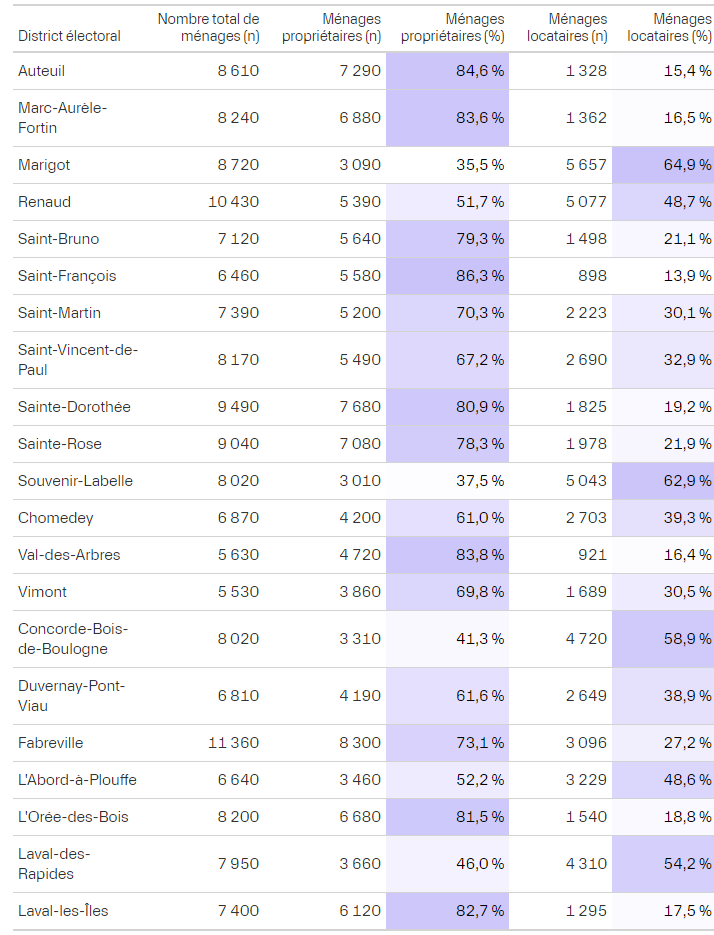 District électoral Nombre total de ménages (n) Ménages propriétaires (n) Ménages propriétaires (%) Ménages locataires (n) Ménages locataires (%)
Auteuil 8 610 7 290 84,6 % 1 328 15,4 %
Marc-Aurèle-
Fortin 8 240 6 880 83,6 % 1 362 16,5 %
Marigot 8 720 3 090 35,5 % 5 657 64,9 %
Renaud 10 430 5 390 51,7 % 5 077 48,7 %
Saint-Bruno 7 120 5 640 79,3 % 1 498 21,1 %
Saint-François 6 460 5 580 86,3 % 898 13,9 %
Saint-Martin 7 390 5 200 70,3 % 2 223 30,1 %
Saint-Vincent-de-
Paul 8 170 5 490 67,2 % 2 690 32,9 %
Sainte-Dorothée 9 490 7 680 80,9 % 1 825 19,2 %
Sainte-Rose 9 040 7 080 78,3 % 1 978 21,9 %
Souvenir-Labelle 8 020 3 010 37,5 % 5 043 62,9 %
Chomedey 6 870 4 200 61,0 % 2 703 39,3 %
Val-des-Arbres 5 630 4 720 83,8 % 921 16,4 %
Vimont 5 530 3 860 69,8 % 1 689 30,5 %
Concorde-Bois-
de-Boulogne 8 020 3 310 41,3 % 4 720 58,9 %
Duvernay-Pont-
Viau 6 810 4 190 61,6 % 2 649 38,9 %
Fabreville 11 360 8 300 73,1 % 3 096 27,2 %
L'Abord-à-Plouffe 6 640 3 460 52,2 % 3 229 48,6 %
L'Orée-des-Bois 8 200 6 680 81,5 % 1 540 18,8 %
Laval-des-
Rapides 7 950 3 660 46,0 % 4 310 54,2 %
Laval-les-Îles 7 400 6 120 82,7 % 1 295 17,5 %